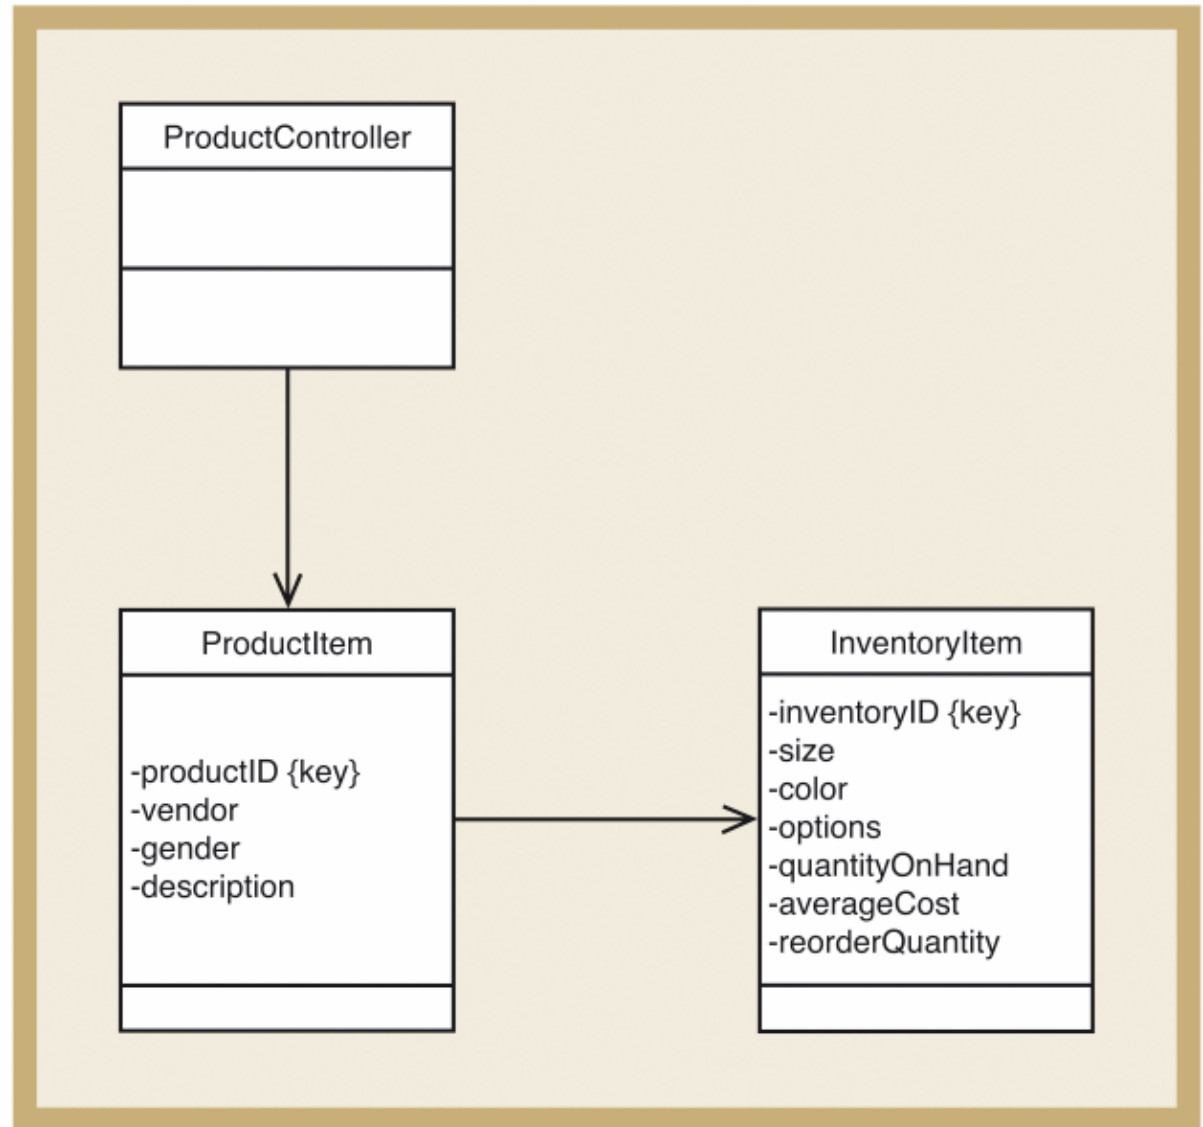 ProductController
ProductItem
-productID {key}
-vendor
-gender
-description
InventoryItem
-inventoryID {key}
-size
-color
-options
-quantityOnHand
-averageCost
-reorderQuantity